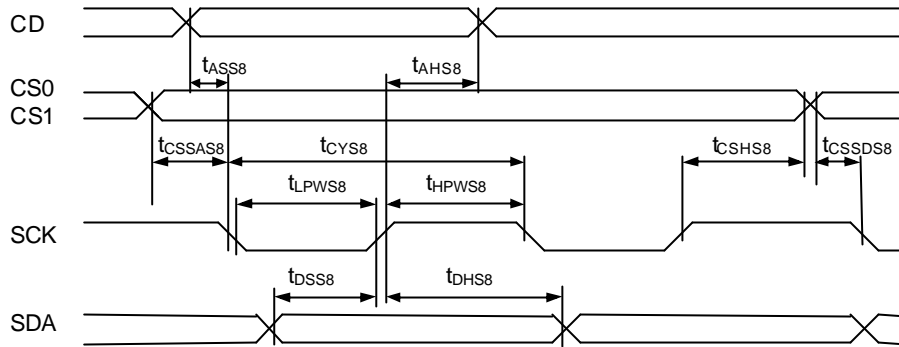 CD
tASS8 tAHS8
CS0
CS1
tCSSAS8 tCYS8 tCSHS8 tCSSDS8
tLPWS8 tHPWS8
SCK
tDSS8 tDHS8
SDA